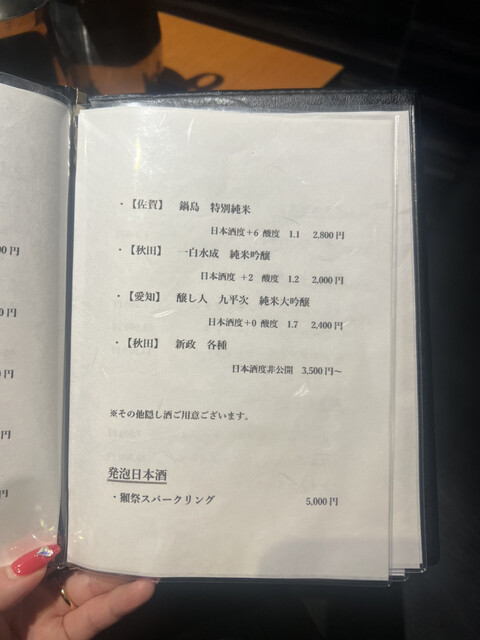 ・【佐賀】 鍋島 特別純米
日本酒度+6 酸度 1.1 2,800円
・【秋田】 一白水成 純米吟醸
日本酒度 +2 酸度 1.2 2,000円
・【愛知】 醸し人 九平次 純米大吟醸
日本酒度+0 酸度 1.7 2,400円
・【秋田】 新政 各種
日本酒度非公開 3,500円～
※その他隠し酒ご用意ございます。
発泡日本酒
・獺祭スパークリング 5,000円